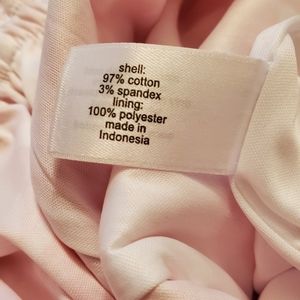 shell:
97% cotton
3% spandex
lining:
100% polyester
made in
Indonesia